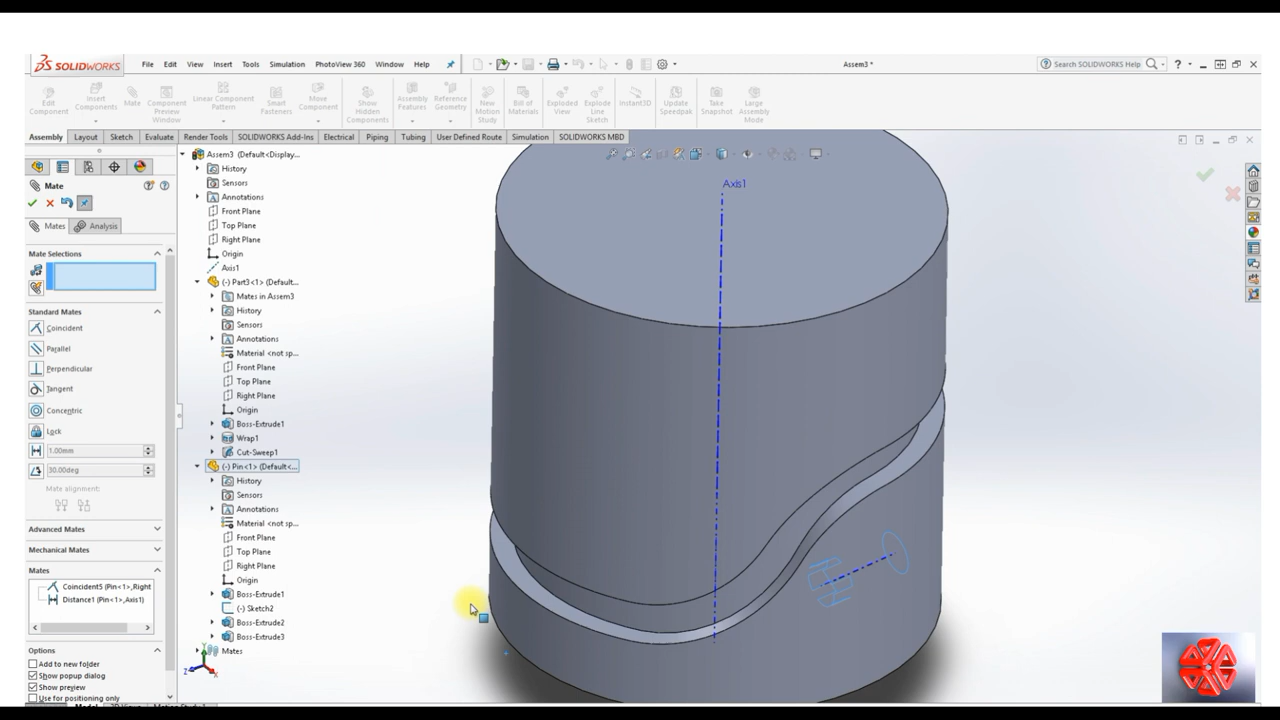 SOLIDWORKS File Edit View Insert Tools Simulation PhotoView 360 Window Help Assem3 * Search SOLIDWORKS Help ?
Edit Component Insert Components Mate Component Preview Window Linear Component Pattern Smart Fasteners Move Component Show Hidden Components Assembly Features Reference Geometry New Motion Study Bill of Materials Exploded View Explode Line Sketch Instant3D Update Speedpak Take Snapshot Large Assembly Mode
Assembly Layout Sketch Evaluate Render Tools SOLIDWORKS Add-Ins Electrical Piping Tubing User Defined Route Simulation SOLIDWORKS MBD
Mate
Mates Analysis
Mate Selections
Standard Mates
Coincident
Parallel
Perpendicular
Tangent
Concentric
Lock
1.00mm
30.00deg
Mate alignment:
Advanced Mates
Mechanical Mates
Mates
Coincident5 (Pin<1>,Right
Distance1 (Pin<1>,Axis1)
Options
Add to new folder
Show popup dialog
Show preview
Use for positioning only
Assem3 (Default<Display...
History
Sensors
Annotations
Front Plane
Top Plane
Right Plane
Origin
Axis1
(-) Part3<1> (Default<...
Mates in Assem3
History
Sensors
Annotations
Material <not sp...
Front Plane
Top Plane
Right Plane
Origin
Boss-Extrude1
Wrap1
Cut-Sweep1
(-) Pin<1> (Default<...
History
Sensors
Annotations
Material <not sp...
Front Plane
Top Plane
Right Plane
Origin
Boss-Extrude1
(-) Sketch2
Boss-Extrude2
Boss-Extrude3
Mates
Axis1
Y
Z
X